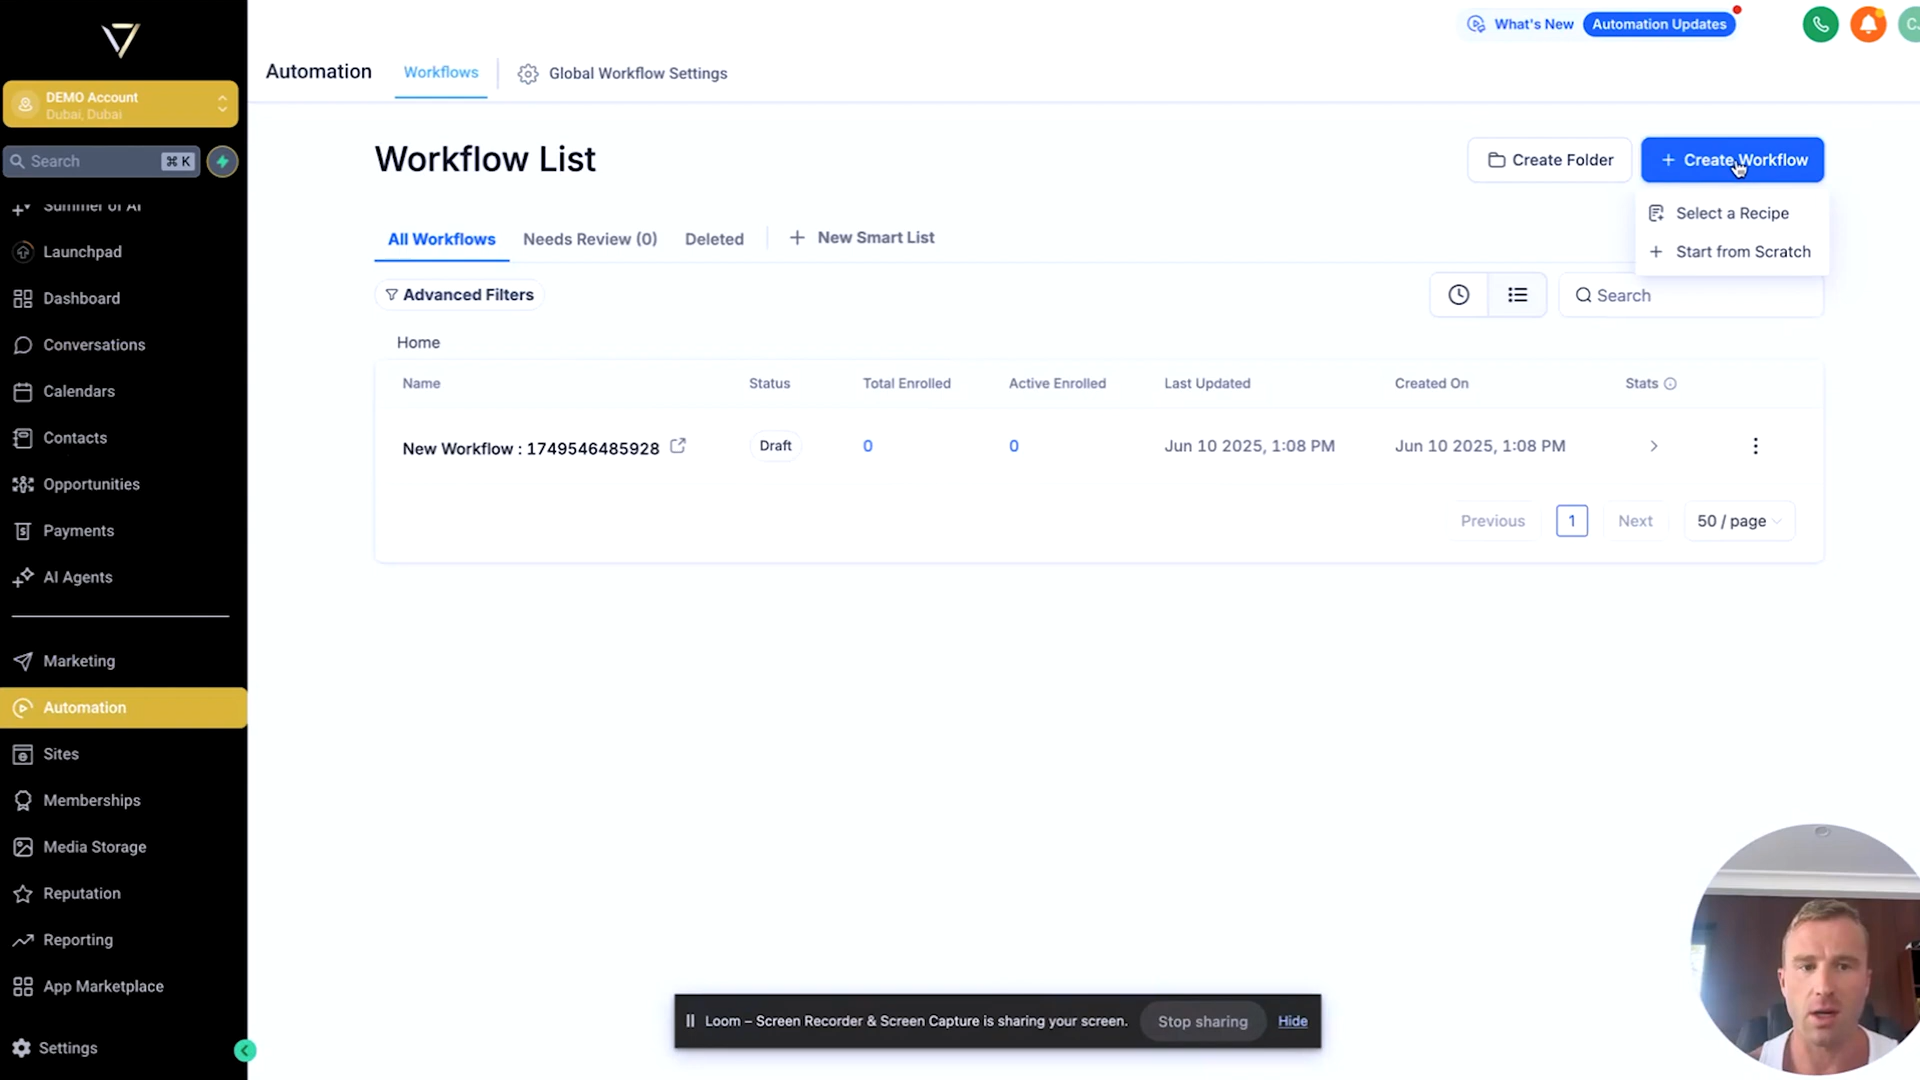 What's New
Automation Updates
CJ
Automation
Workflows
Global Workflow Settings
DEMO Account
Dubai, Dubai
Search
⌘ K
Summer of AI
Launchpad
Dashboard
Conversations
Calendars
Contacts
Opportunities
Payments
AI Agents
Marketing
Automation
Sites
Memberships
Media Storage
Reputation
Reporting
App Marketplace
Settings
Workflow List
Create Folder
+ Create Workflow
Select a Recipe
+ Start from Scratch
All Workflows
Needs Review (0)
Deleted
+ New Smart List
Advanced Filters
Search
Home
Name Status Total Enrolled Active Enrolled Last Updated Created On Stats
New Workflow : 1749546485928 Draft 0 0 Jun 10 2025, 1:08 PM Jun 10 2025, 1:08 PM
Previous 1 Next 50 / page
Loom – Screen Recorder & Screen Capture is sharing your screen.
Stop sharing
Hide